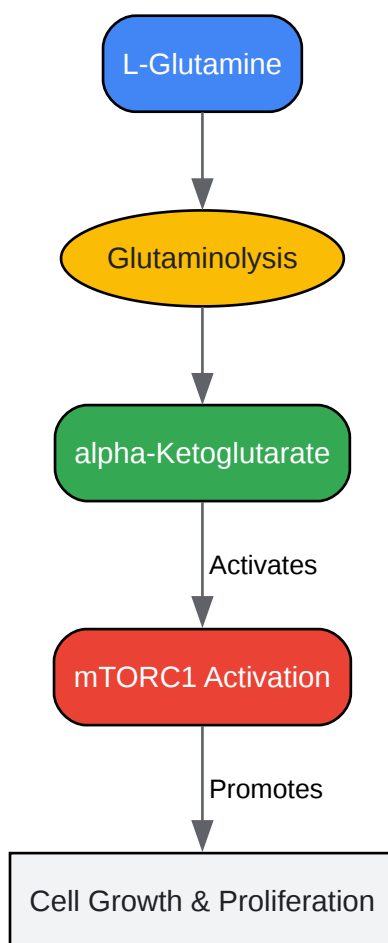 L-Glutamine
Glutaminolysis
alpha-Ketoglutarate
Activates
mTORC1 Activation
Promotes
Cell Growth & Proliferation